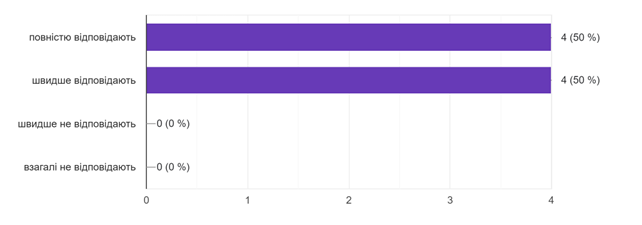 повністю відповідають 4 (50 %)
швидше відповідають 4 (50 %)
швидше не відповідають 0 (0 %)
взагалі не відповідають 0 (0 %)
0 1 2 3 4